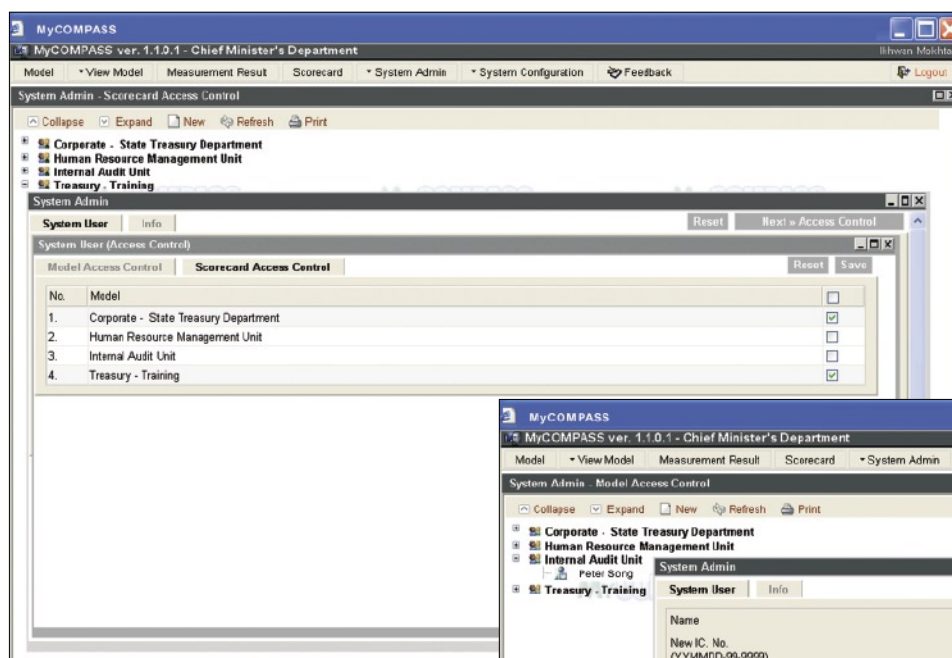 MyCOMPASS
MyCOMPASS ver. 1.1.0.1 - Chief Minister's Department Ikhwan Mokhta
Model View Model Measurement Result Scorecard System Admin System Configuration Feedback Logout
System Admin - Scorecard Access Control
Collapse Expand New Refresh Print
Corporate - State Treasury Department
Human Resource Management Unit
Internal Audit Unit
Treasury - Training
System Admin
System User Info Reset Next » Access Control
System User (Access Control)
Model Access Control Scorecard Access Control Reset Save
No. Model
1. Corporate - State Treasury Department
2. Human Resource Management Unit
3. Internal Audit Unit
4. Treasury - Training
MyCOMPASS
MyCOMPASS ver. 1.1.0.1 - Chief Minister's Department
Model View Model Measurement Result Scorecard System Admin
System Admin - Model Access Control
Collapse Expand New Refresh Print
Corporate - State Treasury Department
Human Resource Management Unit
Internal Audit Unit
Peter Song
Treasury - Training
System Admin
System User Info
Name
New IC. No.
(YYMMDD-99-9999)